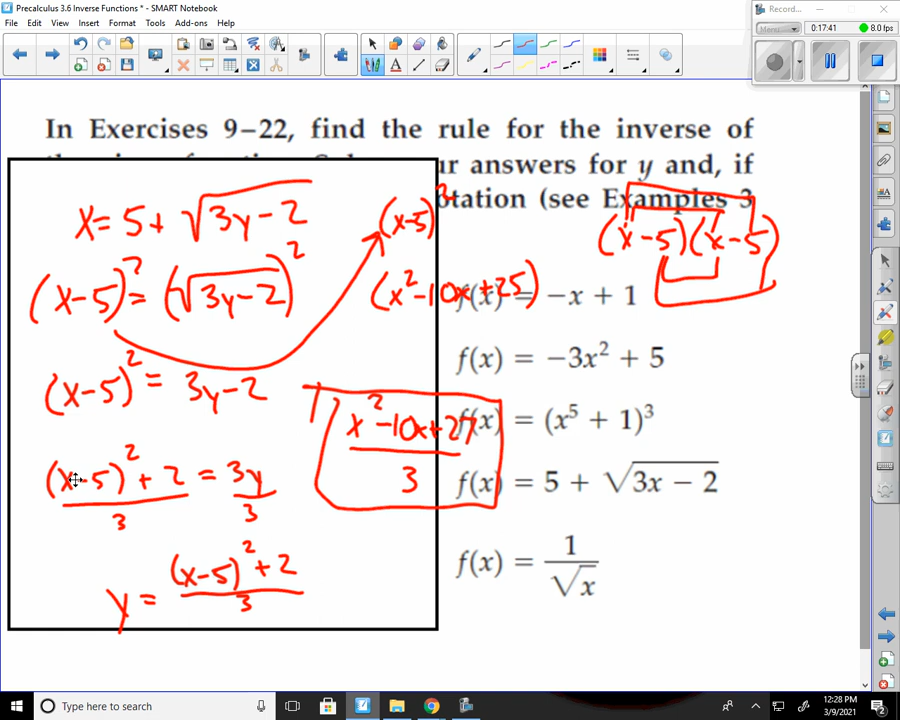 Precalculus 3.6 Inverse Functions * - SMART Notebook
Record...
File Edit View Insert Format Tools Add-ons Help
Menu
0:17:41
8.0 fps
In Exercises 9–22, find the rule for the inverse of
ur answers for y and, if
tation (see Examples 3
x = 5 + √3y-2
(x-5)²
(x-5)(x-5)
(x-5)² = (√3y-2)²
(x²-10x+25)
f(x) = −x + 1
(x-5)² = 3y-2
f(x) = −3x² + 5
x²-10x+27
3
f(x) = (x⁵ + 1)³
(x-5)² + 2 = 3y
3 3
f(x) = 5 + √3x − 2
y = (x-5)² + 2
3
f(x) = 1
√x
Type here to search
12:28 PM
3/9/2021
2